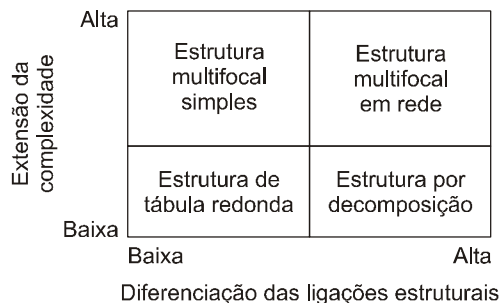 Alta
Extensão da
complexidade
Estrutura
multifocal
simples
Estrutura
multifocal
em rede
Estrutura de
tábula redonda
Estrutura por
decomposição
Baixa
Baixa
Alta
Diferenciação das ligações estruturais